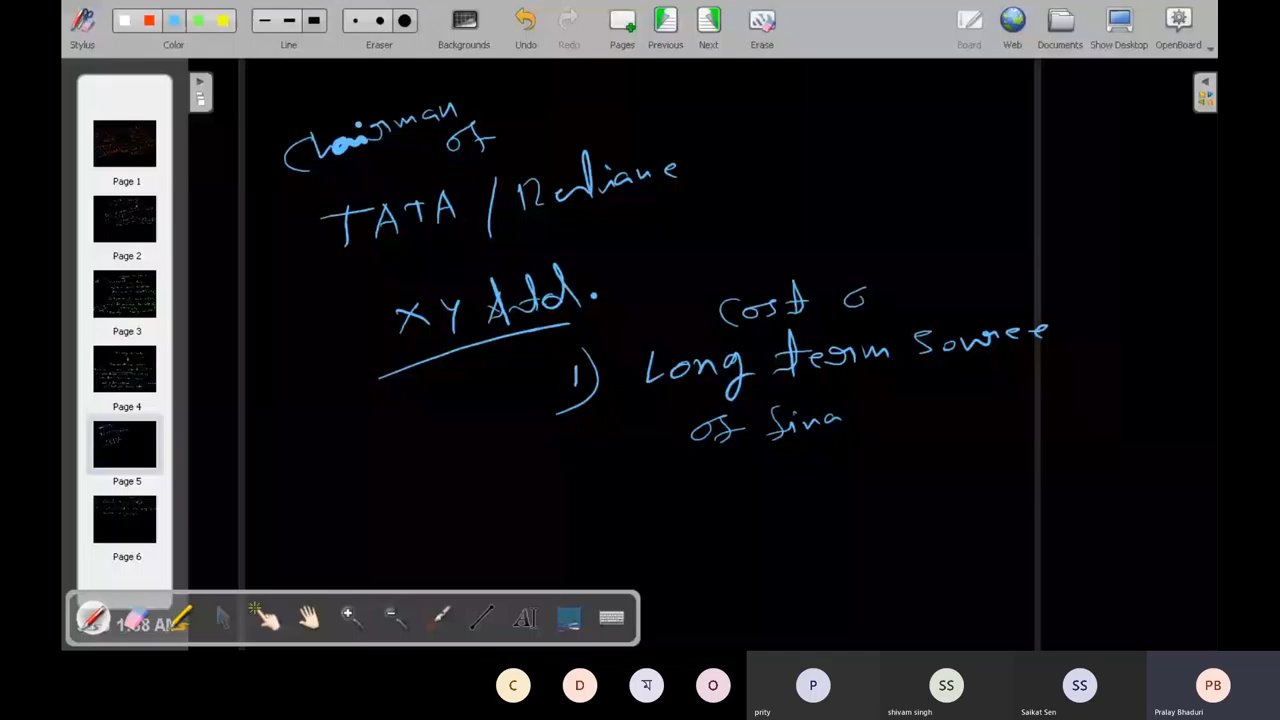 Stylus
Color
Line
Eraser
Backgrounds
Undo
Redo
Pages
Previous
Next
Erase
Board
Web
Documents
Show Desktop
OpenBoard
Page 1
Page 2
Page 3
Page 4
Page 5
Page 6
Chairman
of
TATA / Reliance
XY Ltd.
Cost o
1) Long term source
of fina
AM
C
D
ম
O
P
SS
SS
PB
prity
shivam singh
Saikat Sen
Pralay Bhaduri